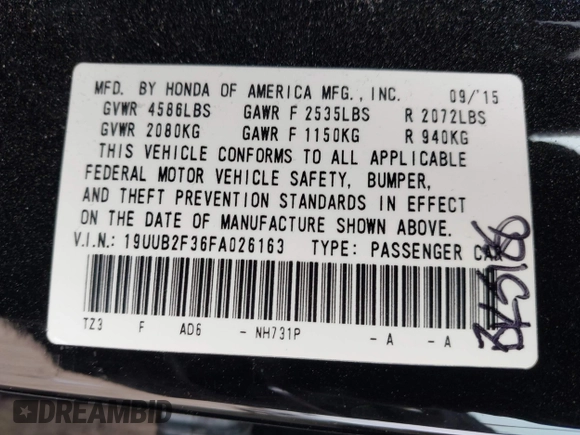 MFD. BY HONDA OF AMERICA MFG., INC. 09/'15
GVWR 4586LBS GAWR F 2535LBS R 2072LBS
GVWR 2080KG GAWR F 1150KG R 940KG
THIS VEHICLE CONFORMS TO ALL APPLICABLE
FEDERAL MOTOR VEHICLE SAFETY, BUMPER,
AND THEFT PREVENTION STANDARDS IN EFFECT
ON THE DATE OF MANUFACTURE SHOWN ABOVE.
V.I.N.: 19UUB2F36FA026163 TYPE: PASSENGER CAR
TZ3 F AD6 - NH731P - A - A
DREAMBID